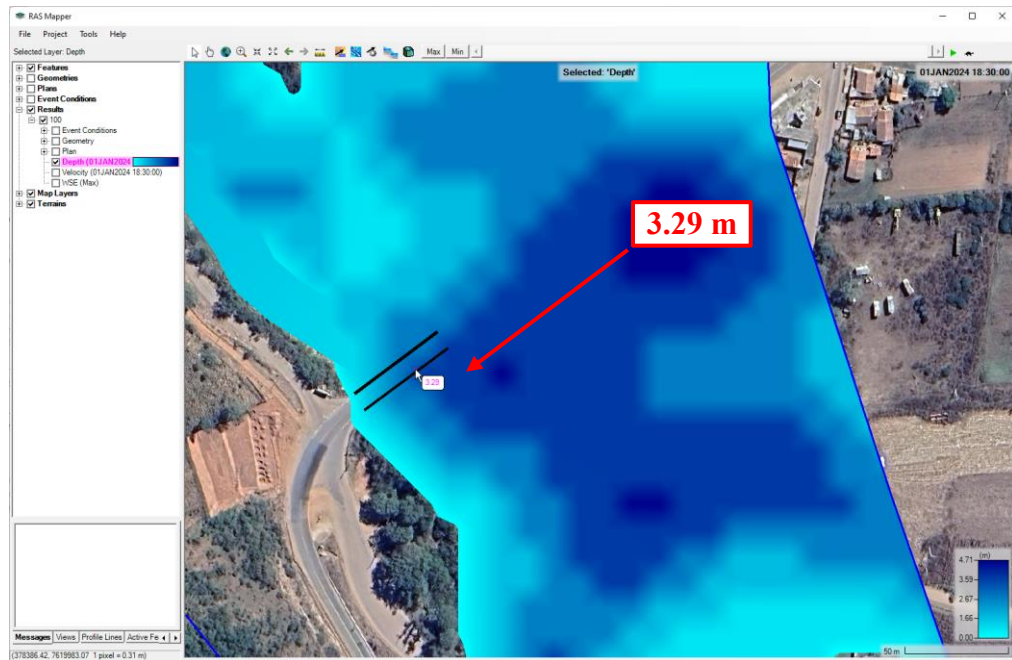 RAS Mapper
File Project Tools Help
Selected Layer: Depth
Max Min
Features
Geometries
Plans
Event Conditions
Results
100
Event Conditions
Geometry
Plan
Depth (01JAN2024
Velocity (01JAN2024 18:30:00)
WSE (Max)
Map Layers
Terrains
Selected: 'Depth'
01JAN2024 18:30:00
3.29 m
3.29
(m)
4.71
3.59
2.67
1.66
0.00
50 m
Messages Views Profile Lines Active Fe
(378386.42, 7619983.07 1 pixel = 0.31 m)